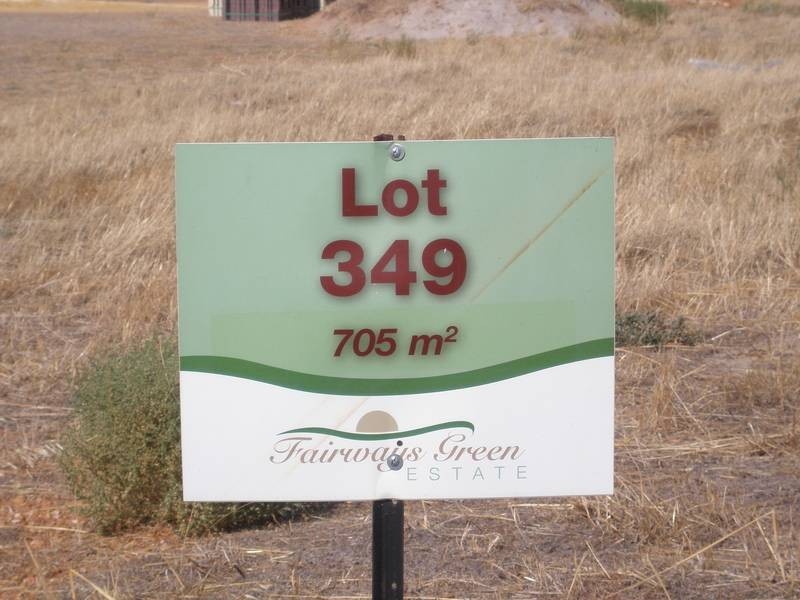 Lot
349
705 m²
Fairways Green
ESTATE